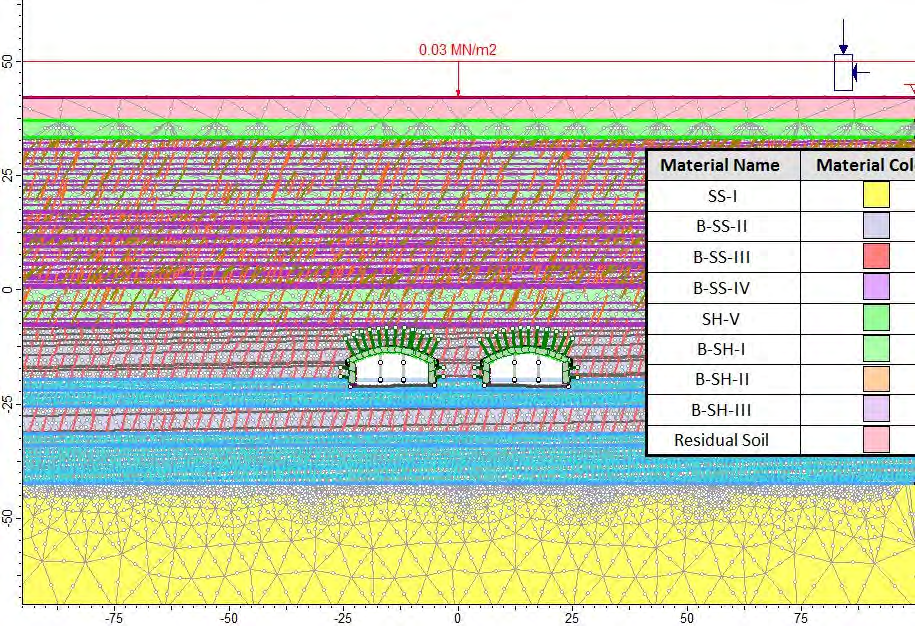 0.03 MN/m2
50
25
0
-25
-50
Material Name Material Col
SS-I
B-SS-II
B-SS-III
B-SS-IV
SH-V
B-SH-I
B-SH-II
B-SH-III
Residual Soil
-75 -50 -25 0 25 50 75